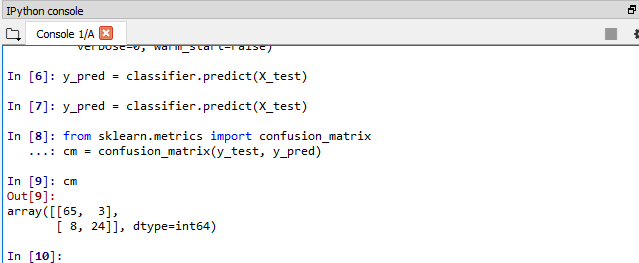 IPython console
Console 1/A
verbose=0, warm_start=False)
In [6]: y_pred = classifier.predict(X_test)
In [7]: y_pred = classifier.predict(X_test)
In [8]: from sklearn.metrics import confusion_matrix
...: cm = confusion_matrix(y_test, y_pred)
In [9]: cm
Out[9]:
array([[65,  3],
       [ 8, 24]], dtype=int64)
In [10]: